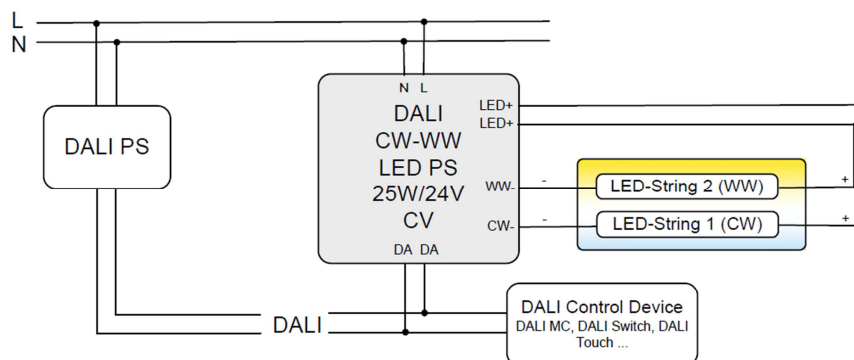 L
N
N L
DALI
CW-WW
LED PS
25W/24V
CV
LED+
LED+
WW-
CW-
DA DA
DALI PS
- LED-String 2 (WW) +
- LED-String 1 (CW) +
DALI
DALI Control Device
DALI MC, DALI Switch, DALI
Touch ...